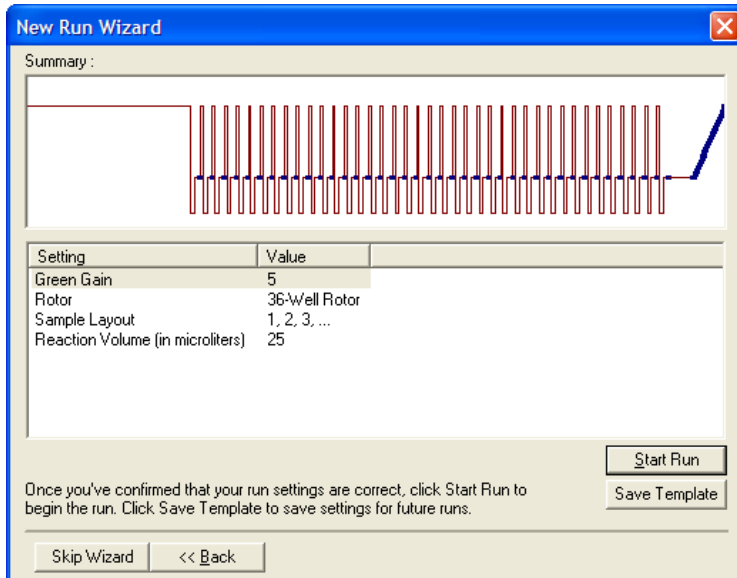 New Run Wizard
Summary :
Setting Value
Green Gain 5
Rotor 36-Well Rotor
Sample Layout 1, 2, 3, ...
Reaction Volume (in microliters) 25
Start Run
Once you've confirmed that your run settings are correct, click Start Run to
begin the run. Click Save Template to save settings for future runs.
Save Template
Skip Wizard << Back